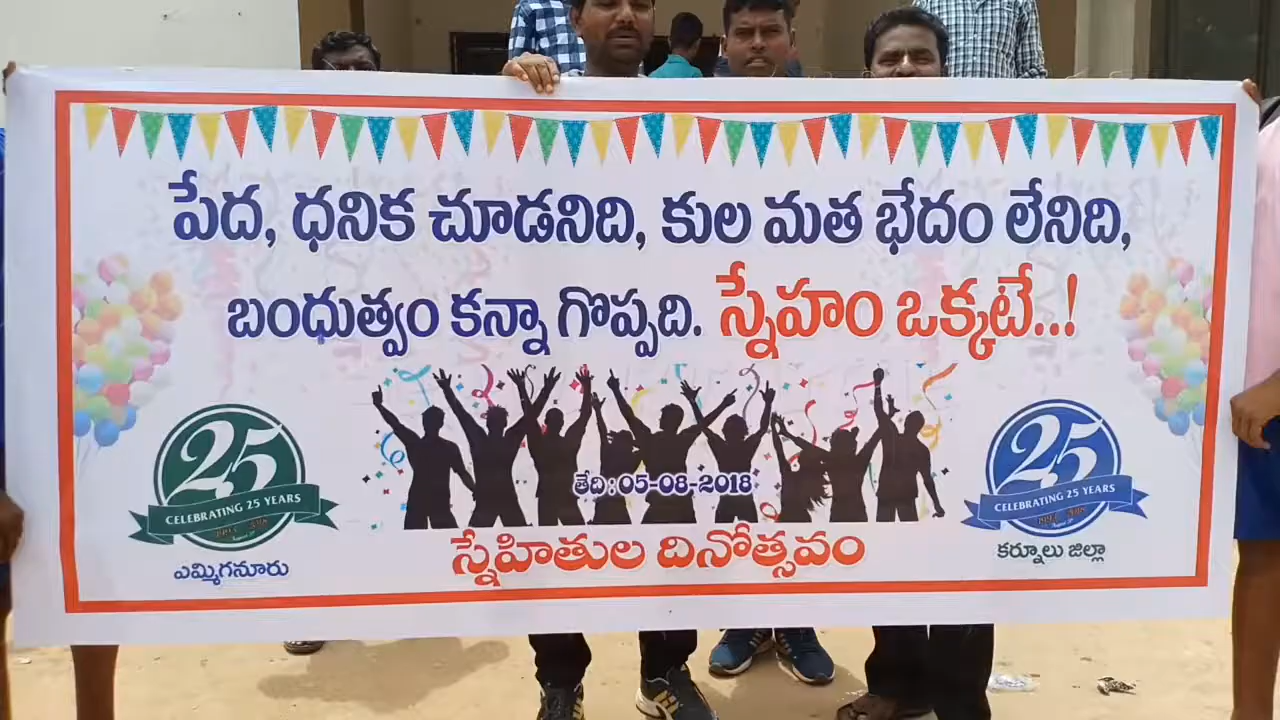 పేద, ధనిక చూడనిది, కుల మత భేదం లేనిది,
బంధుత్వం కన్నా గొప్పది. స్నేహం ఒక్కటే..!
తేది : 05-08-2018
స్నేహితుల దినోత్సవం
25
CELEBRATING 25 YEARS
ఎమ్మిగనూరు
25
CELEBRATING 25 YEARS
కర్నూలు జిల్లా